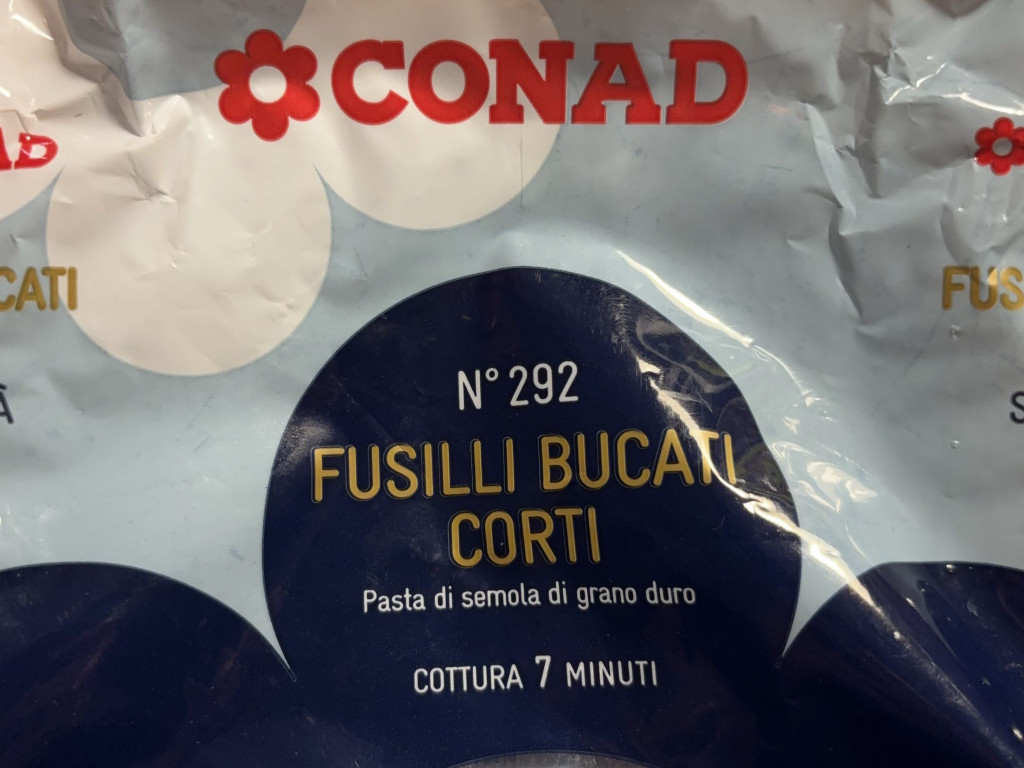 CONAD
N° 292
FUSILLI BUCATI
CORTI
Pasta di semola di grano duro
COTTURA 7 MINUTI